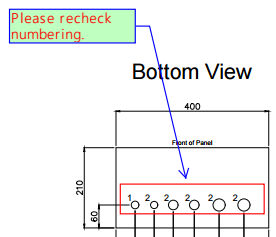 Please recheck
numbering.
Bottom View
400
Front of Panel
210
60
1 2 2 2 2 2